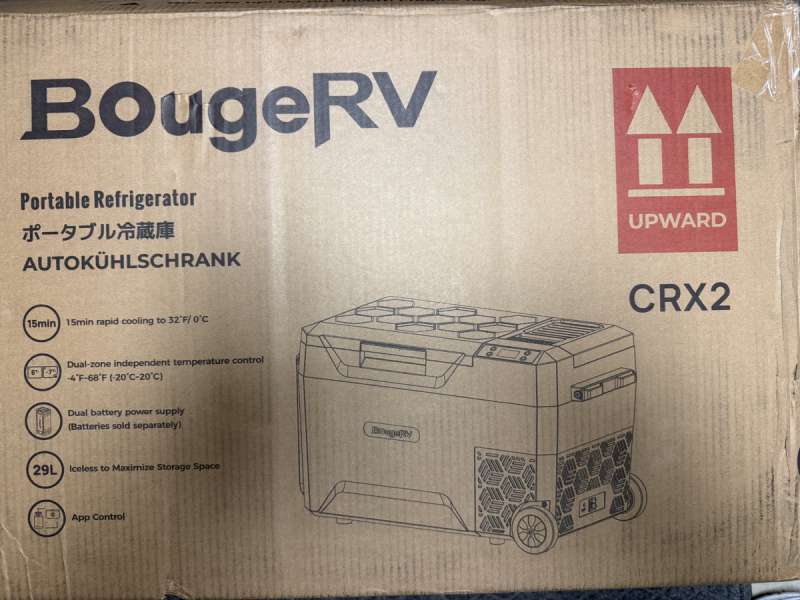 BougeRV
Portable Refrigerator
ポータブル冷蔵庫
AUTOKÜHLSCHRANK
UPWARD
CRX2
15min
15min rapid cooling to 32°F/ 0°C
Dual-zone independent temperature control
-4°F~68°F (-20°C~20°C)
Dual battery power supply
(Batteries sold separately)
29L
Iceless to Maximize Storage Space
App Control
BougeRV